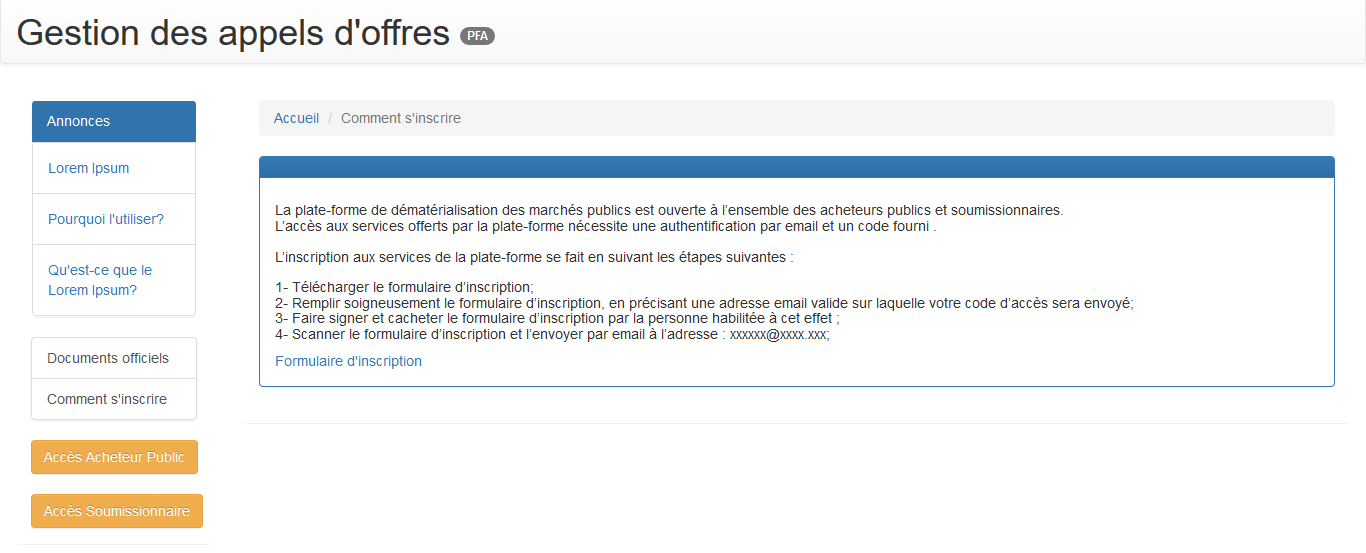 Gestion des appels d'offres PFA
Annonces
Lorem Ipsum
Pourquoi l'utiliser?
Qu'est-ce que le
Lorem Ipsum?
Documents officiels
Comment s'inscrire
Accès Acheteur Public
Accès Soumissionnaire
Accueil / Comment s'inscrire
La plate-forme de dématérialisation des marchés publics est ouverte à l’ensemble des acheteurs publics et soumissionnaires.
L’accès aux services offerts par la plate-forme nécessite une authentification par email et un code fourni .
L’inscription aux services de la plate-forme se fait en suivant les étapes suivantes :
1- Télécharger le formulaire d’inscription;
2- Remplir soigneusement le formulaire d’inscription, en précisant une adresse email valide sur laquelle votre code d’accès sera envoyé;
3- Faire signer et cacheter le formulaire d’inscription par la personne habilitée à cet effet ;
4- Scanner le formulaire d’inscription et l’envoyer par email à l’adresse : xxxxxx@xxxx.xxx;
Formulaire d'inscription